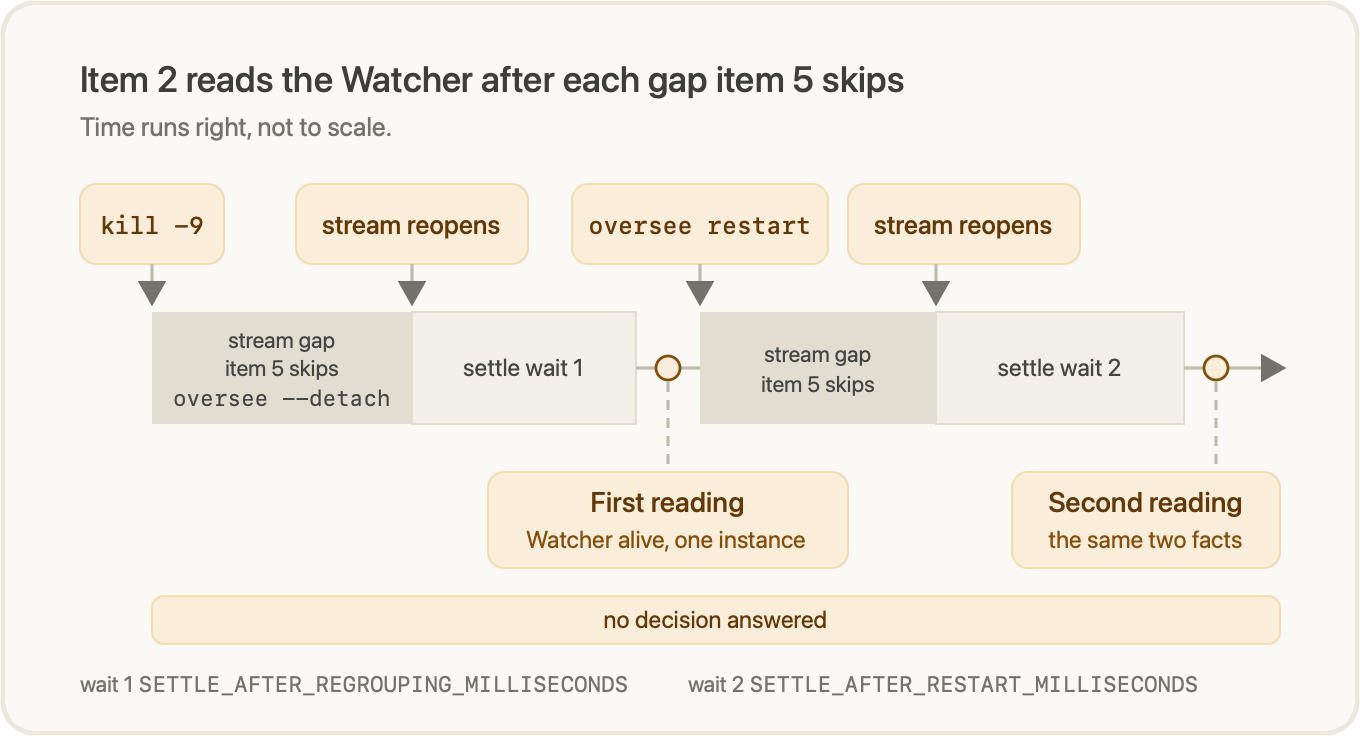 Item 2 reads the Watcher after each gap item 5 skips
Time runs right, not to scale.
kill −9
stream reopens
oversee restart
stream reopens
stream gap
item 5 skips
oversee −−detach
settle wait 1
stream gap
item 5 skips
settle wait 2
First reading
Watcher alive, one instance
Second reading
the same two facts
no decision answered
wait 1 SETTLE_AFTER_REGROUPING_MILLISECONDS
wait 2 SETTLE_AFTER_RESTART_MILLISECONDS